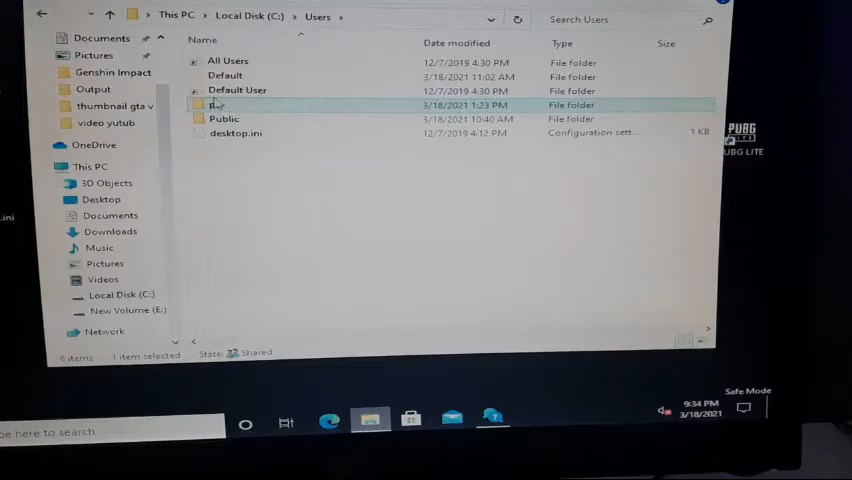 This PC > Local Disk (C:) > Users >
Search Users
Documents
Pictures
Genshin Impact
Output
thumbnail gta v
video yutub
OneDrive
This PC
3D Objects
Desktop
Documents
Downloads
Music
Pictures
Videos
Local Disk (C:)
New Volume (E:)
Network
Name Date modified Type Size
All Users 12/7/2019 4:30 PM File folder
Default 3/18/2021 11:02 AM File folder
Default User 12/7/2019 4:30 PM File folder
3/18/2021 1:23 PM File folder
Public 3/18/2021 10:40 AM File folder
desktop.ini 12/7/2019 4:12 PM Configuration sett... 1 KB
6 items 1 item selected State: Shared
.ini
PUBG
LITE
UBG LITE
Safe Mode
pe here to search
9:34 PM
3/18/2021